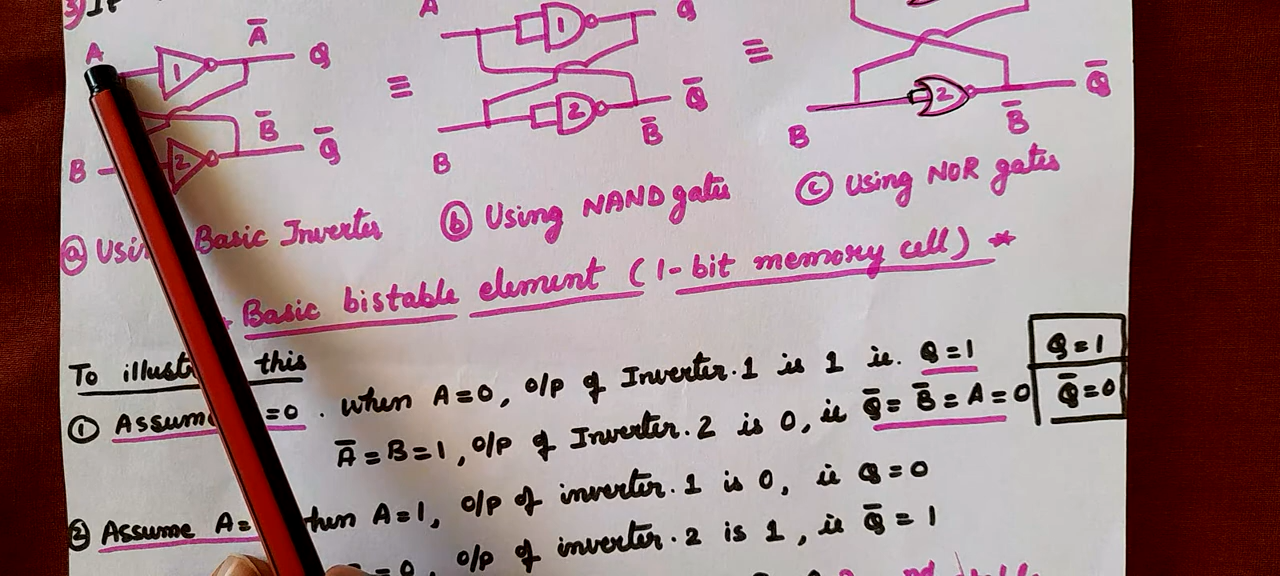 3) It
A Ā Q
B B̄ Q̄
1
2
≡
A Q
1
2
B B̄ Q̄
≡
2
B B̄ Q̄
ⓐ Basic Inverter
ⓑ Using NAND gates
ⓒ Using NOR gates
* Basic bistable element (1-bit memory cell) *
To this
① =0. when A=0, o/p of Inverter.1 is 1 ie. Q=1
Ā=B=1, o/p of Inverter.2 is 0, ie Q̄=B̄=A=0
Q=1
Q̄=0
② Assume A= A=1, o/p of inverter.1 is 0, ie Q=0
=0, o/p of inverter.2 is 1, ie Q̄=1